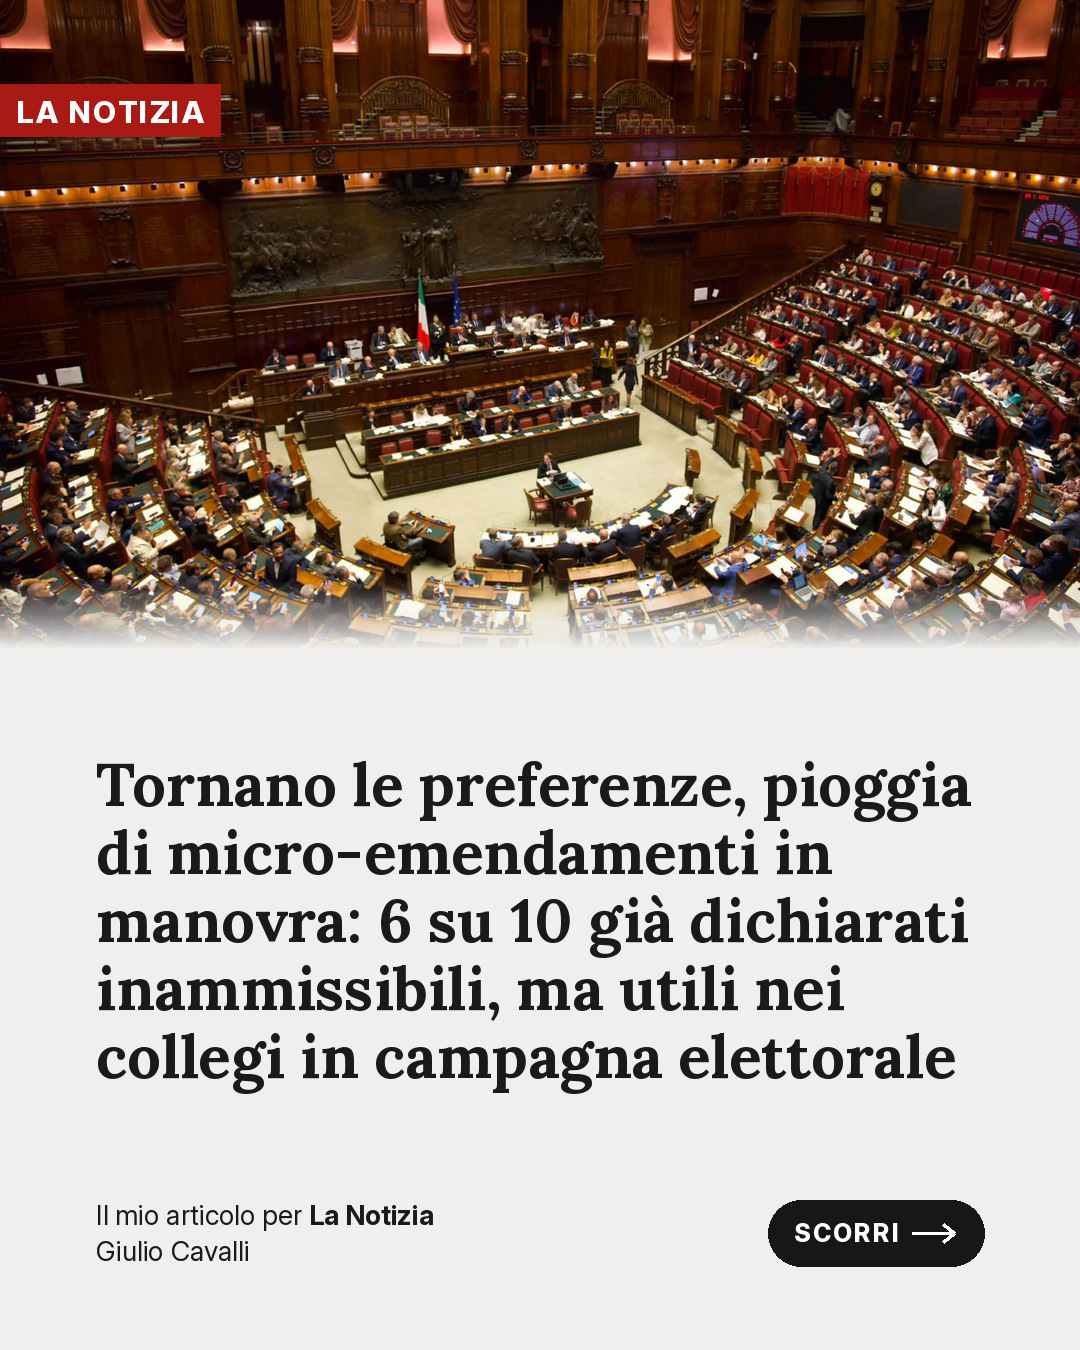 LA NOTIZIA
Tornano le preferenze, pioggia
di micro-emendamenti in
manovra: 6 su 10 già dichiarati
inammissibili, ma utili nei
collegi in campagna elettorale
Il mio articolo per La Notizia
Giulio Cavalli
SCORRI